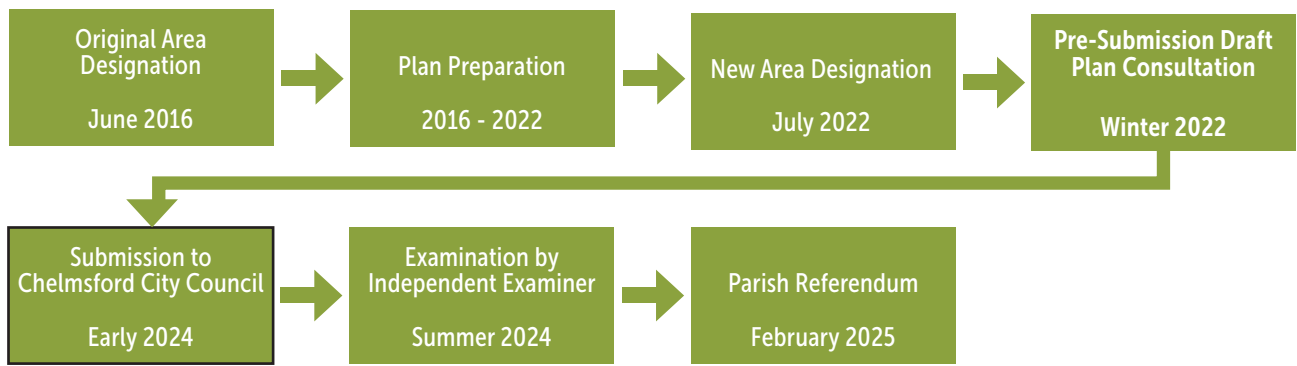 Original Area
Designation
June 2016
Plan Preparation
2016 - 2022
New Area Designation
July 2022
Pre-Submission Draft
Plan Consultation
Winter 2022
Submission to
Chelmsford City Council
Early 2024
Examination by
Independent Examiner
Summer 2024
Parish Referendum
February 2025